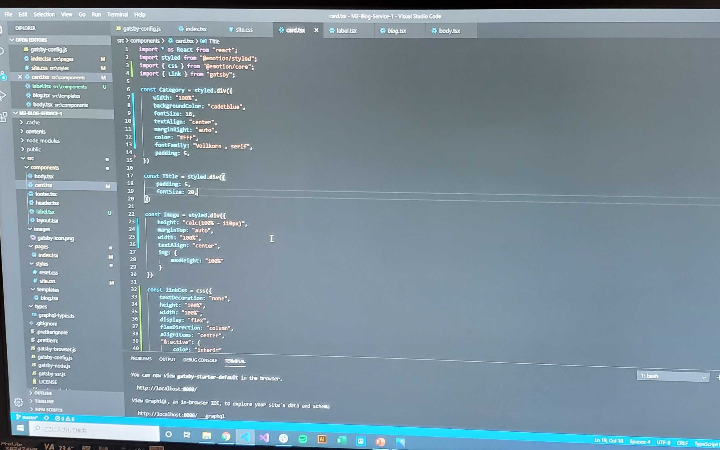 File Edit Selection View Go Run Terminal Help
card.tsx - MJ-Blog-Service-1 - Visual Studio Code
EXPLORER
gatsby-config.js index.tsx site.css card.tsx label.tsx blog.tsx body.tsx
OPEN EDITORS
src > components > card.tsx > Title
gatsby-config.js
index.tsx src\pages M
site.css src\styles M
card.tsx src\components M
label.tsx src\components U
blog.tsx src\templates
body.tsx src\components
.cache
contents
node_modules
public
src
components
body.tsx
card.tsx M
footer.tsx
header.tsx
label.tsx U
layout.tsx
images
gatsby-icon.png
pages
index.tsx M
styles
reset.css
site.css M
templates
blog.tsx
types
graphql-types.ts
.gitignore
.prettierignore
.prettierrc
gatsby-browser.js
gatsby-config.js
gatsby-node.js
gatsby-ssr.js
LICENSE
OUTLINE
TIMELINE
NPM SCRIPTS
1 import * as React from "react";
2 import styled from "@emotion/styled";
3 import { css } from "@emotion/core";
4 import { Link } from "gatsby";
5
6 const Category = styled.div({
7 width: "100%",
8 backgroundColor: "cadetblue",
9 fontSize: 16,
10 textAlign: "center",
11 marginRight: "auto",
12 color: "#fff",
13 fontFamily: "Vollkorn , serif",
14 padding: 5,
15 })
16
17 const Title = styled.div({
18 padding: 5,
19 fontSize: 20,
20 })
21
22 const Image = styled.div({
23 height: "calc(100% - 110px)",
24 marginTop: "auto",
25 width: "100%",
26 textAlign: "center",
27 img: {
28 maxHeight: "100%"
29 }
30 })
31
32 const linkCss = css({
33 textDecoration: "none",
34 height: "100%",
35 width: "100%",
36 display: "flex",
37 flexDirection: "column",
38 alignItems: "center",
39 "&:active": {
40 color: "inherit"
PROBLEMS OUTPUT DEBUG CONSOLE TERMINAL
1: bash
You can now view gatsby-starter-default in the browser.
http://localhost:8000/
View GraphiQL, an in-browser IDE, to explore your site's data and schema
http://localhost:8000/___graphql
master*
Ln 19, Col 18 Spaces: 4 UTF-8 CRLF TypeScript